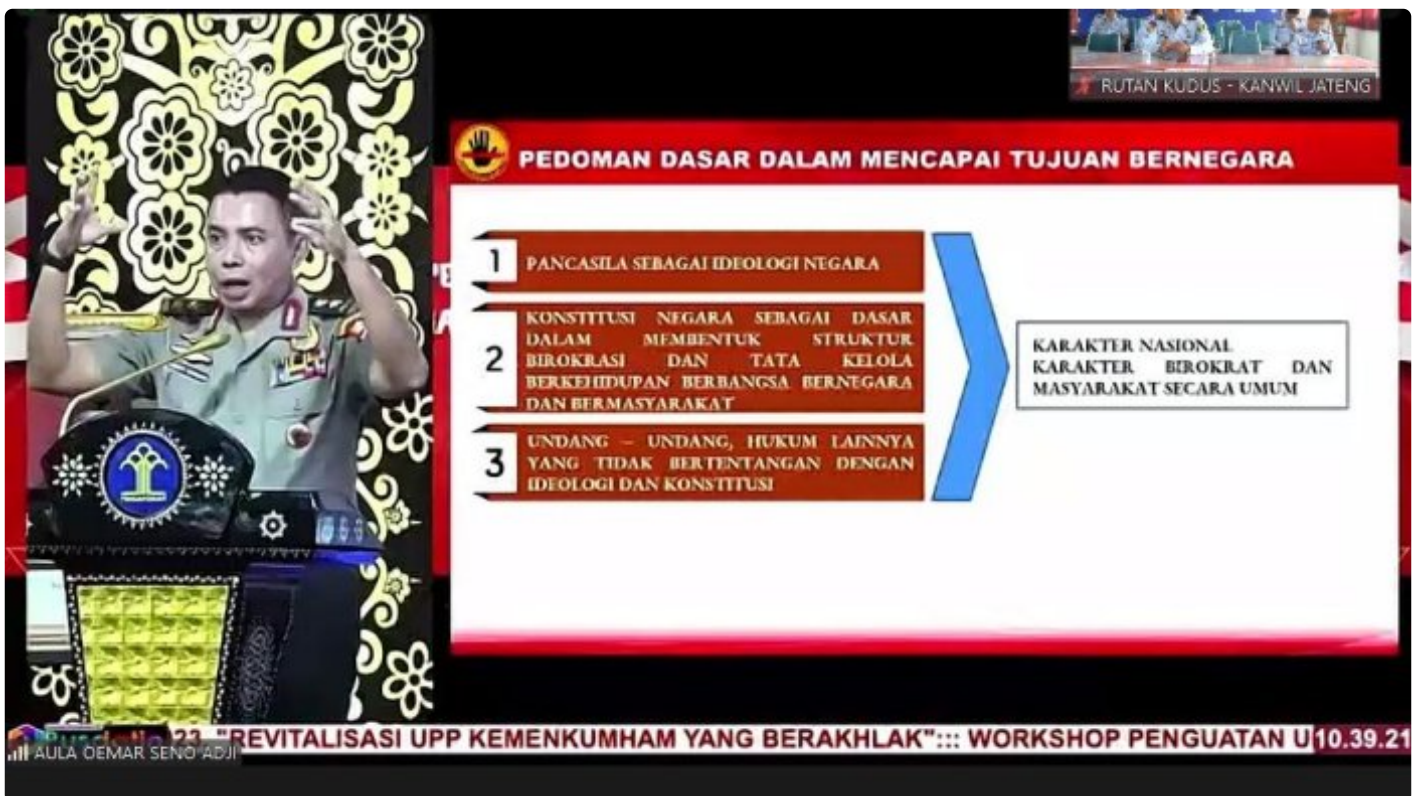 RUTAN KUDUS - KANWIL JATENG
PEDOMAN DASAR DALAM MENCAPAI TUJUAN BERNEGARA
1
PANCASILA SEBAGAI IDEOLOGI NEGARA
2
KONSTITUSI NEGARA SEBAGAI DASAR
DALAM MEMBENTUK STRUKTUR
BIROKRASI DAN TATA KELOLA
BERKEHIDUPAN BERBANGSA BERNEGARA
DAN BERMASYARAKAT
3
UNDANG – UNDANG, HUKUM LAINNYA
YANG TIDAK BERTENTANGAN DENGAN
IDEOLOGI DAN KONSTITUSI
KARAKTER NASIONAL
KARAKTER BIROKRAT DAN
MASYARAKAT SECARA UMUM
23 "REVITALISASI UPP KEMENKUMHAM YANG BERAKHLAK"::: WORKSHOP PENGUATAN U
10.39.21
AULA OEMAR SENO ADJI